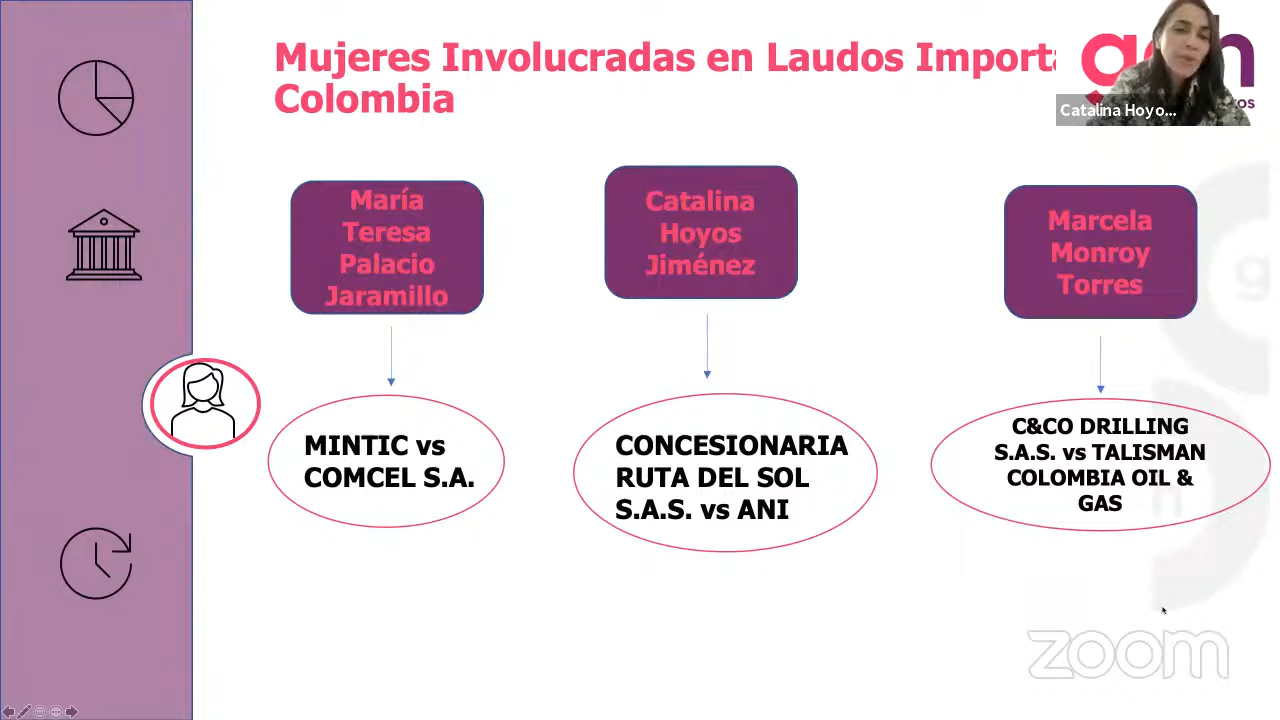 Mujeres Involucradas en Laudos Import
Colombia
Catalina Hoyo...
María
Teresa
Palacio
Jaramillo
Catalina
Hoyos
Jiménez
Marcela
Monroy
Torres
MINTIC vs
COMCEL S.A.
CONCESIONARIA
RUTA DEL SOL
S.A.S. vs ANI
C&CO DRILLING
S.A.S. vs TALISMAN
COLOMBIA OIL &
GAS
zoom